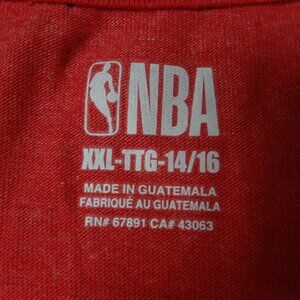 NBA
XXL-TTG-14/16
MADE IN GUATEMALA
FABRIQUÉ AU GUATEMALA
RN# 67891 CA# 43063